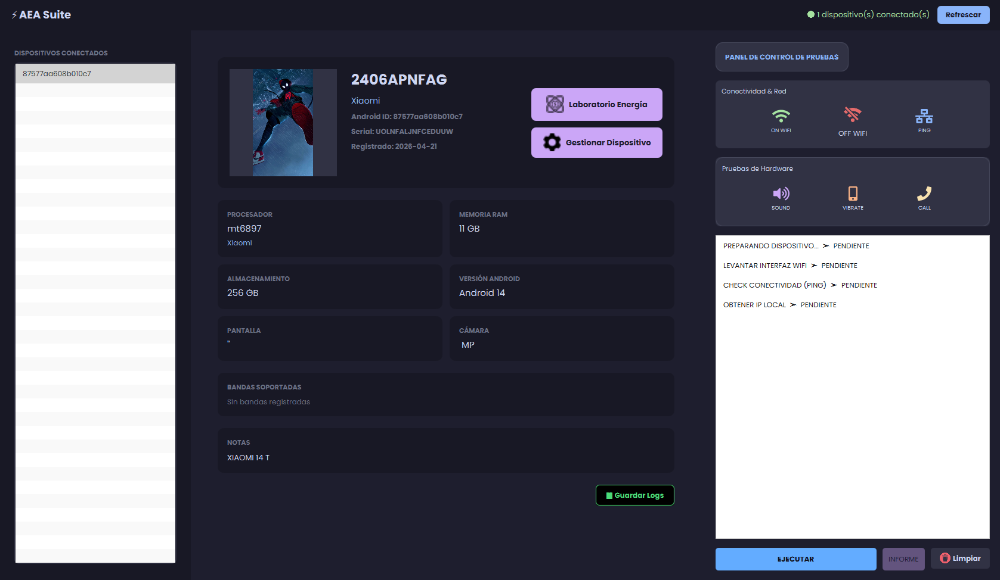 ⚡AEA Suite
1 dispositivo(s) conectado(s)
Refrescar
DISPOSITIVOS CONECTADOS
87577aa608b010c7
2406APNFAG
Xiaomi
Android ID: 87577aa608b010c7
Serial: UOLNFALJNFCEDUUW
Registrado: 2026-04-21
Laboratorio Energía
Gestionar Dispositivo
PROCESADOR
mt6897
Xiaomi
MEMORIA RAM
11 GB
ALMACENAMIENTO
256 GB
VERSIÓN ANDROID
Android 14
PANTALLA
"
CÁMARA
MP
BANDAS SOPORTADAS
Sin bandas registradas
NOTAS
XIAOMI 14 T
Guardar Logs
PANEL DE CONTROL DE PRUEBAS
Conectividad & Red
ON WIFI
OFF WIFI
PING
Pruebas de Hardware
SOUND
VIBRATE
CALL
PREPARANDO DISPOSITIVO... ➤ PENDIENTE
LEVANTAR INTERFAZ WIFI ➤ PENDIENTE
CHECK CONECTIVIDAD (PING) ➤ PENDIENTE
OBTENER IP LOCAL ➤ PENDIENTE
EJECUTAR
INFORME
Limpiar